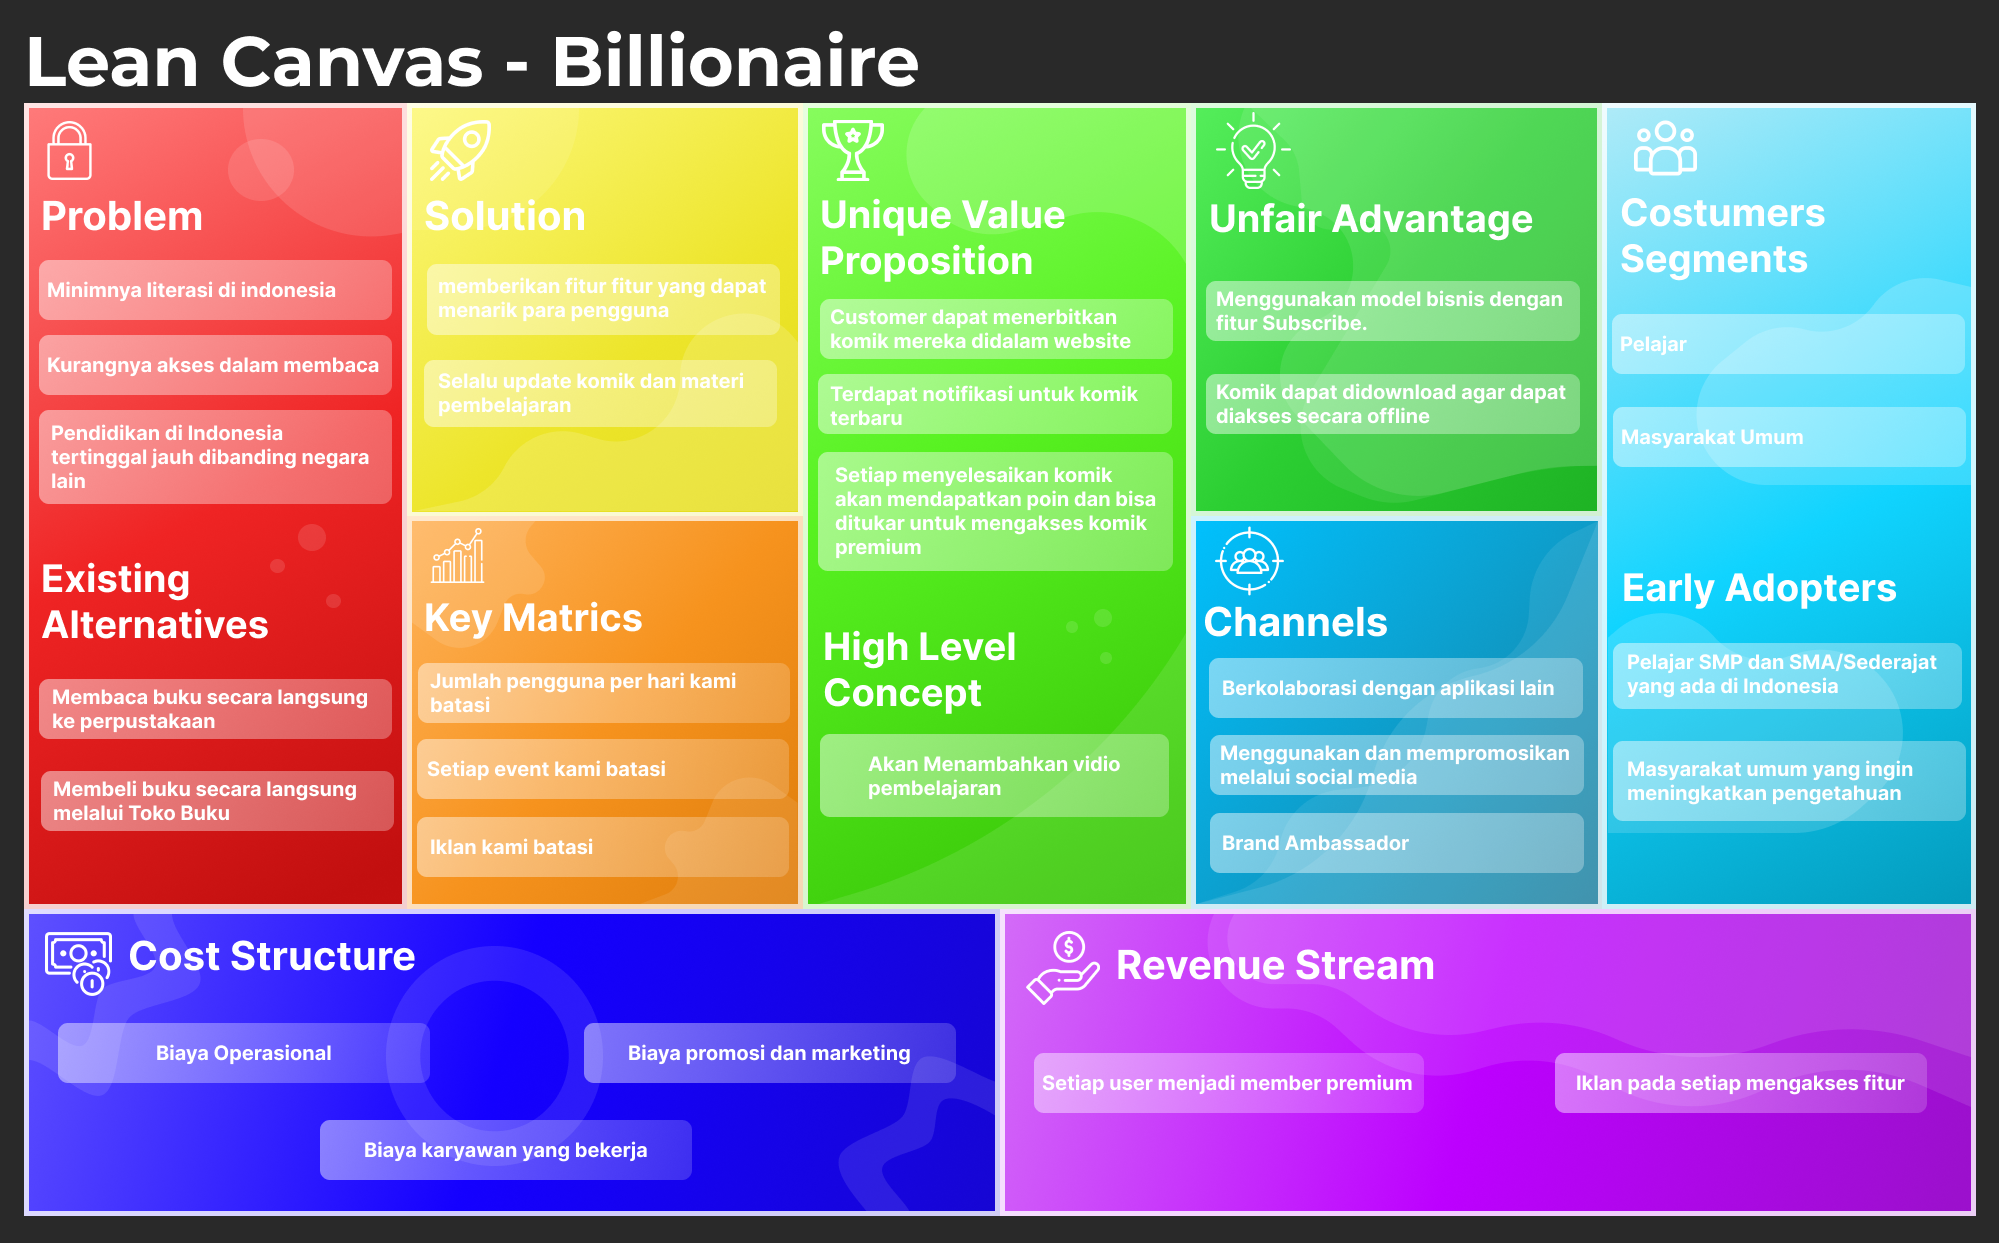 Lean Canvas - Billionaire
Problem
Minimnya literasi di indonesia
Kurangnya akses dalam membaca
Pendidikan di Indonesia
tertinggal jauh dibanding negara
lain
Existing
Alternatives
Membaca buku secara langsung
ke perpustakaan
Membeli buku secara langsung
melalui Toko Buku
Solution
memberikan fitur fitur yang dapat
menarik para pengguna
Selalu update komik dan materi
pembelajaran
Key Matrics
Jumlah pengguna per hari kami
batasi
Setiap event kami batasi
Iklan kami batasi
Unique Value
Proposition
Customer dapat menerbitkan
komik mereka didalam website
Terdapat notifikasi untuk komik
terbaru
Setiap menyelesaikan komik
akan mendapatkan poin dan bisa
ditukar untuk mengakses komik
premium
High Level
Concept
Akan Menambahkan vidio
pembelajaran
Unfair Advantage
Menggunakan model bisnis dengan
fitur Subscribe.
Komik dapat didownload agar dapat
diakses secara offline
Channels
Berkolaborasi dengan aplikasi lain
Menggunakan dan mempromosikan
melalui social media
Brand Ambassador
Costumers
Segments
Pelajar
Masyarakat Umum
Early Adopters
Pelajar SMP dan SMA/Sederajat
yang ada di Indonesia
Masyarakat umum yang ingin
meningkatkan pengetahuan
Cost Structure
Biaya Operasional
Biaya promosi dan marketing
Biaya karyawan yang bekerja
Revenue Stream
Setiap user menjadi member premium
Iklan pada setiap mengakses fitur